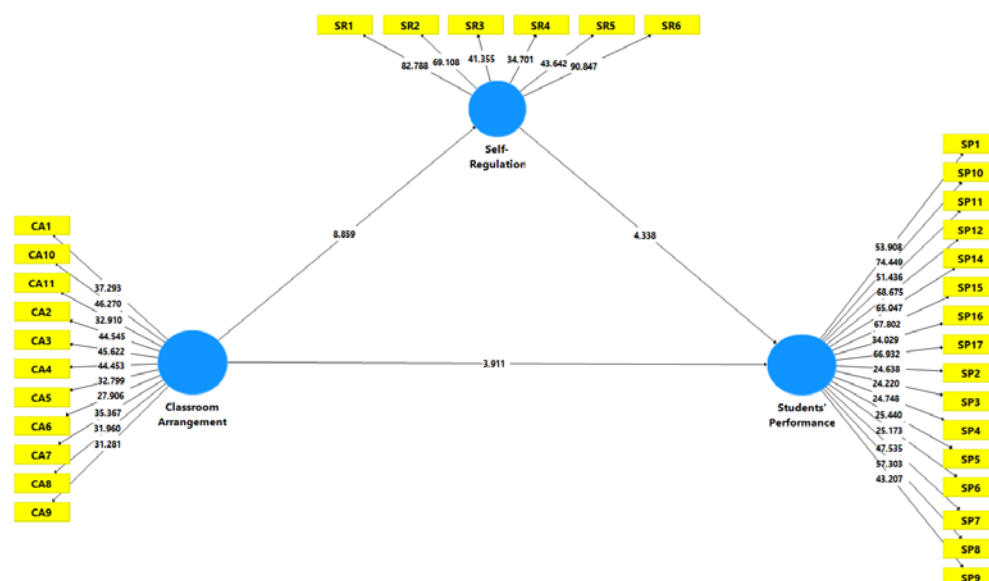 SR1 SR2 SR3 SR4 SR5 SR6
82.788 69.108 41.355 34.701 43.642 90.847
Self-
Regulation
8.859
4.338
3.911
CA1
CA10
CA11
CA2
CA3
CA4
CA5
CA6
CA7
CA8
CA9
37.293
46.270
32.910
44.545
45.622
44.453
32.799
27.906
35.367
31.960
31.281
Classroom
Arrangement
Students'
Performance
53.908
74.449
51.436
68.675
65.047
67.802
34.029
66.932
24.638
24.220
24.748
25.440
25.173
47.535
57.303
43.207
SP1
SP10
SP11
SP12
SP14
SP15
SP16
SP17
SP2
SP3
SP4
SP5
SP6
SP7
SP8
SP9